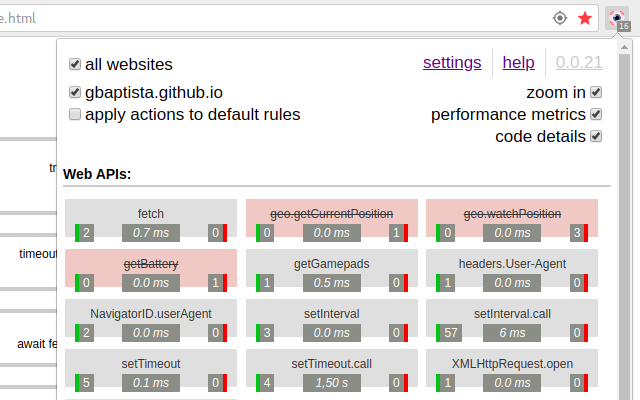 e.html
16
all websites
settings
help
0.0.21
gbaptista.github.io
zoom in
apply actions to default rules
performance metrics
code details
Web APIs:
tr
timeout
await fe
fetch
2 0.7 ms 0
geo.getCurrentPosition
0 0.0 ms 1
geo.watchPosition
0 0.0 ms 3
getBattery
0 0.0 ms 1
getGamepads
1 0.5 ms 0
headers.User-Agent
1 0.0 ms 0
NavigatorID.userAgent
2 0.0 ms 0
setInterval
3 0.0 ms 0
setInterval.call
57 6 ms 0
setTimeout
5 0.1 ms 0
setTimeout.call
4 1,50 s 0
XMLHttpRequest.open
1 0.0 ms 0